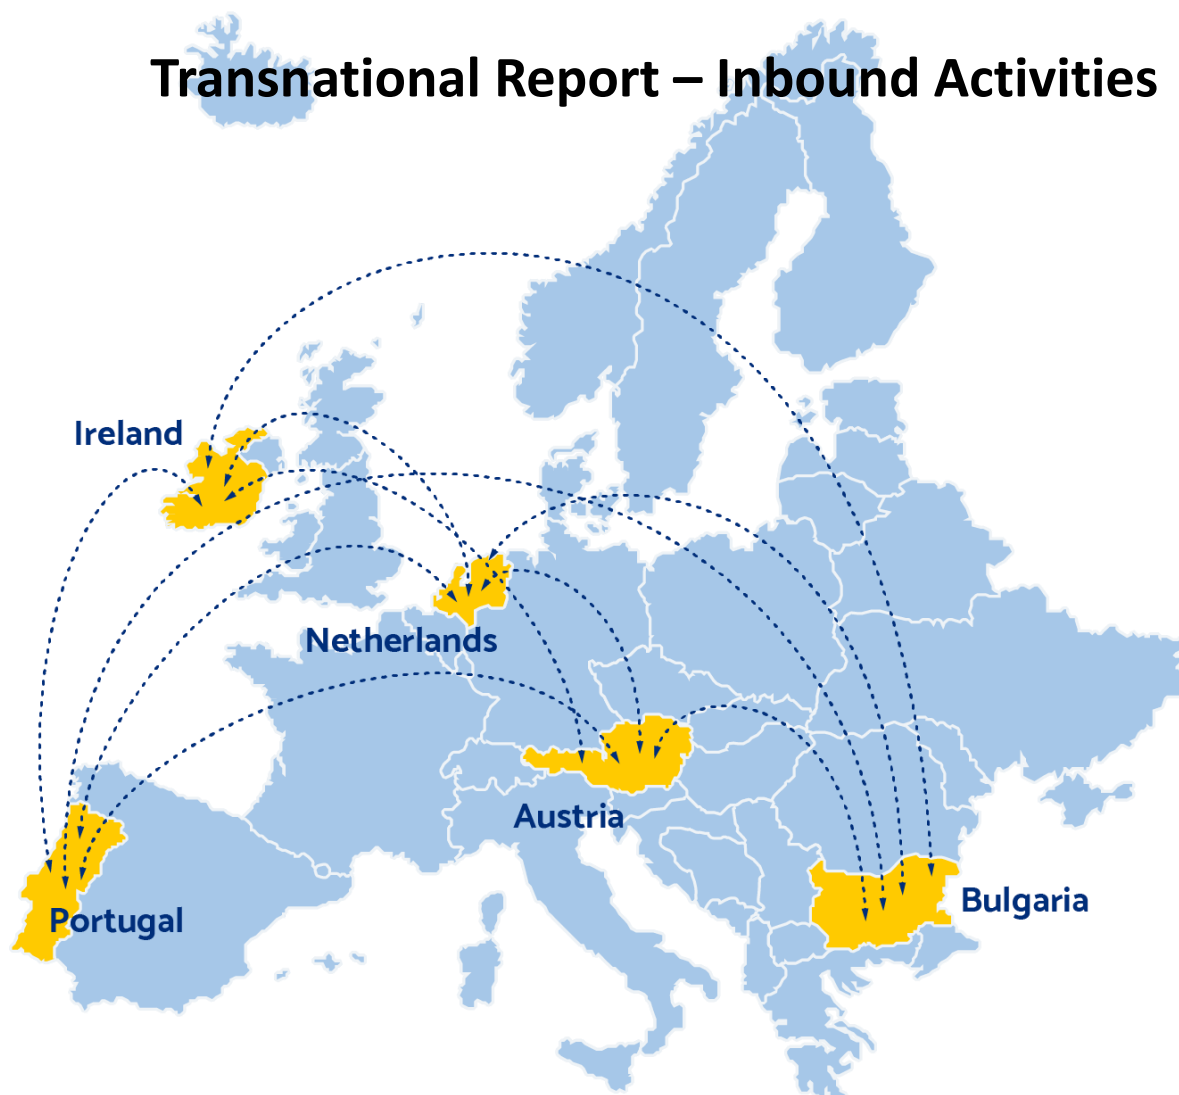 Transnational Report – Inbound Activities
Ireland
Netherlands
Austria
Bulgaria
Portugal